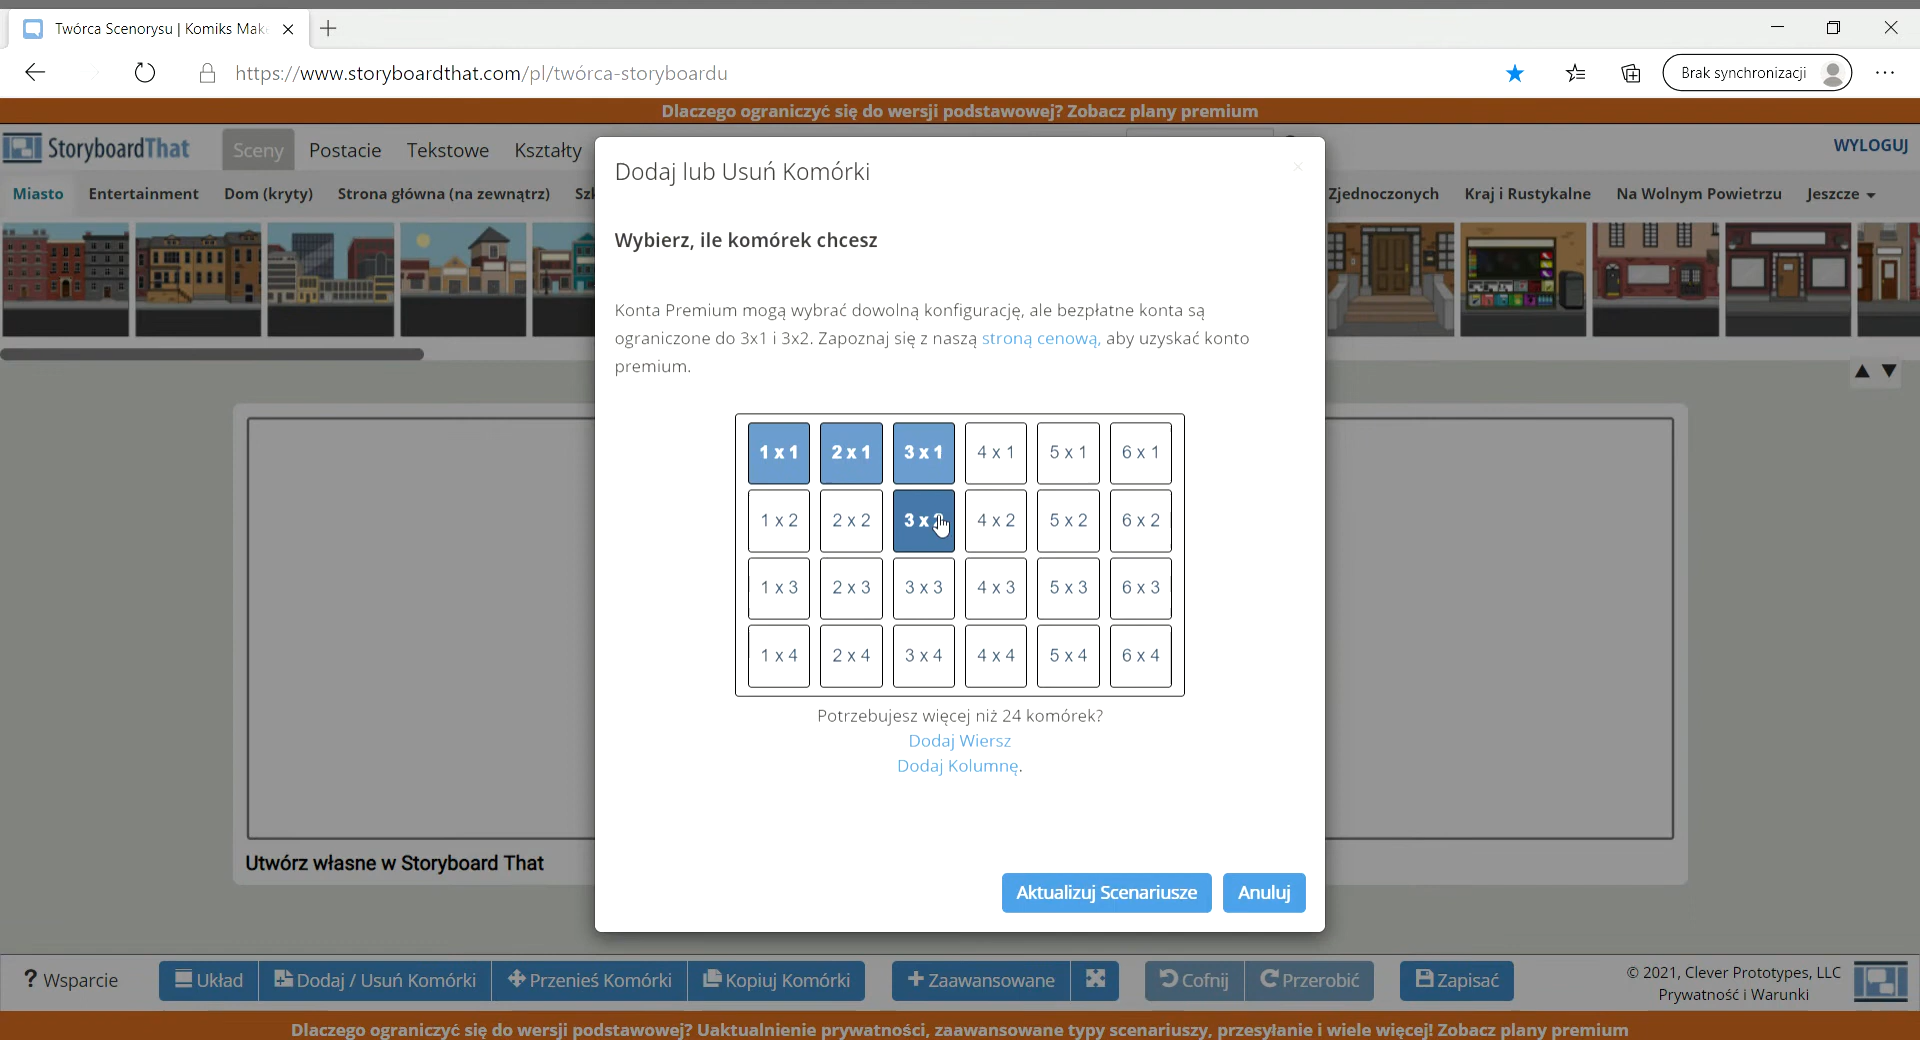 Twórca Scenorysu | Komiks Mak
https://www.storyboardthat.com/pl/twórca-storyboardu
Brak synchronizacji
Dlaczego ograniczyć się do wersji podstawowej? Zobacz plany premium
StoryboardThat
Sceny Postacie Tekstowe Kształty
WYLOGUJ
Miasto Entertainment Dom (kryty) Strona główna (na zewnątrz) Zjednoczonych Kraj i Rustykalne Na Wolnym Powietrzu Jeszcze
Dodaj lub Usuń Komórki
Wybierz, ile komórek chcesz
Konta Premium mogą wybrać dowolną konfigurację, ale bezpłatne konta są
ograniczone do 3x1 i 3x2. Zapoznaj się z naszą stroną cenową, aby uzyskać konto
premium.
1 x 1 2 x 1 3 x 1 4 x 1 5 x 1 6 x 1
1 x 2 2 x 2 3 x 2 4 x 2 5 x 2 6 x 2
1 x 3 2 x 3 3 x 3 4 x 3 5 x 3 6 x 3
1 x 4 2 x 4 3 x 4 4 x 4 5 x 4 6 x 4
Potrzebujesz więcej niż 24 komórek?
Dodaj Wiersz
Dodaj Kolumnę.
Utwórz własne w Storyboard That
Aktualizuj Scenariusze Anuluj
? Wsparcie Układ Dodaj / Usuń Komórki Przenieś Komórki Kopiuj Komórki Zaawansowane Cofnij Przerobić Zapisać
© 2021, Clever Prototypes, LLC
Prywatność i Warunki
Dlaczego ograniczyć się do wersji podstawowej? Uaktualnienie prywatności, zaawansowane typy scenariuszy, przesyłanie i wiele więcej! Zobacz plany premium